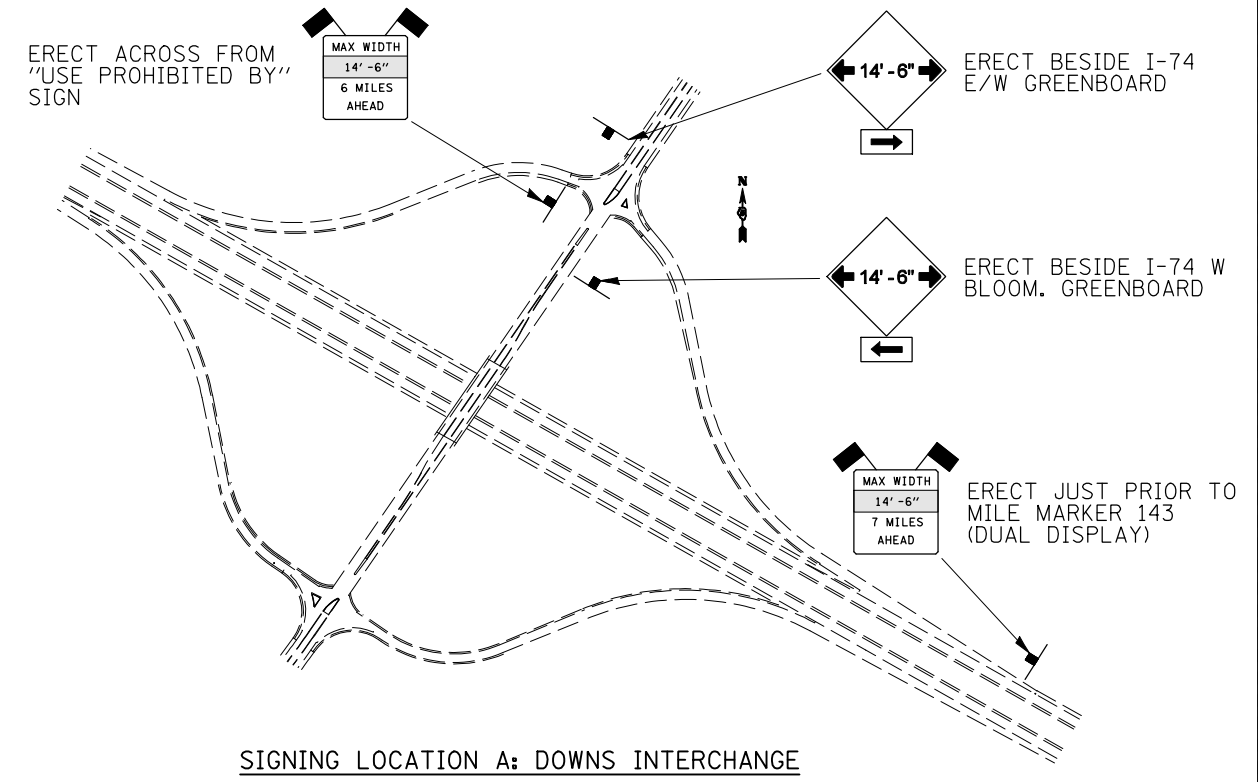 ERECT ACROSS FROM
"USE PROHIBITED BY"
SIGN
MAX WIDTH
14'-6"
6 MILES
AHEAD
14'-6"
ERECT BESIDE I-74
E/W GREENBOARD
N
14'-6"
ERECT BESIDE I-74 W
BLOOM. GREENBOARD
MAX WIDTH
14'-6"
7 MILES
AHEAD
ERECT JUST PRIOR TO
MILE MARKER 143
(DUAL DISPLAY)
SIGNING LOCATION A: DOWNS INTERCHANGE